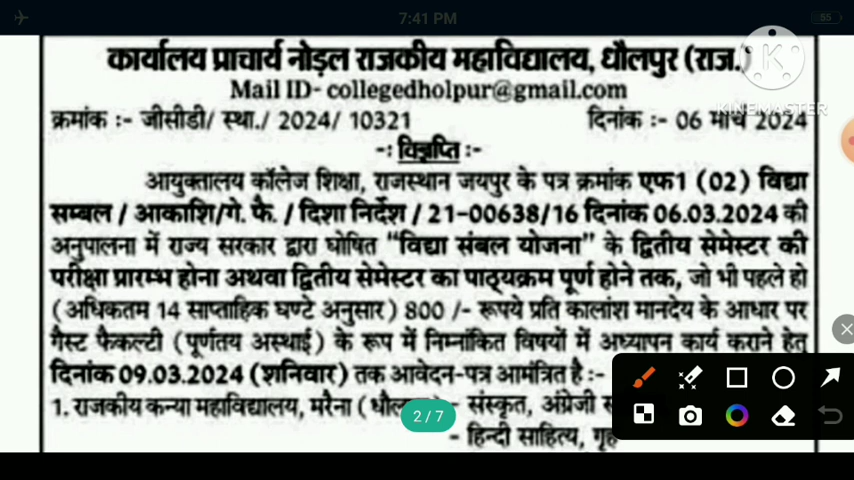 7:41 PM
55
कार्यालय प्राचार्य नोड़ल राजकीय महाविद्यालय, धौलपुर (राज.)
KINEMASTER
Mail ID- collegedholpur@gmail.com
क्रमांक :- जीसीडी/ स्था./ 2024/ 10321 दिनांक :- 06 मार्च 2024
-: विज्ञप्ति :-
आयुक्तालय कॉलेज शिक्षा, राजस्थान जयपुर के पत्र क्रमांक एफ1 (02) विद्या
सम्बल / आकाशि/गे. फै. / दिशा निर्देश / 21-00638/16 दिनांक 06.03.2024 की
अनुपालना में राज्य सरकार द्वारा घोषित "विद्या संबल योजना" के द्वितीय सेमेस्टर की
परीक्षा प्रारम्भ होना अथवा द्वितीय सेमेस्टर का पाठ्यक्रम पूर्ण होने तक, जो भी पहले हो
(अधिकतम 14 साप्ताहिक घण्टे अनुसार) 800 /- रूपये प्रति कालांश मानदेय के आधार पर
गैस्ट फैकल्टी (पूर्णतय अस्थाई) के रूप में निम्नांकित विषयों में अध्यापन कार्य कराने हेतु
दिनांक 09.03.2024 (शनिवार) तक आवेदन-पत्र आमंत्रित है :-
1. राजकीय कन्या महाविद्यालय, मरैना ( - संस्कृत, अंग्रेजी
2 / 7
- हिन्दी साहित्य,